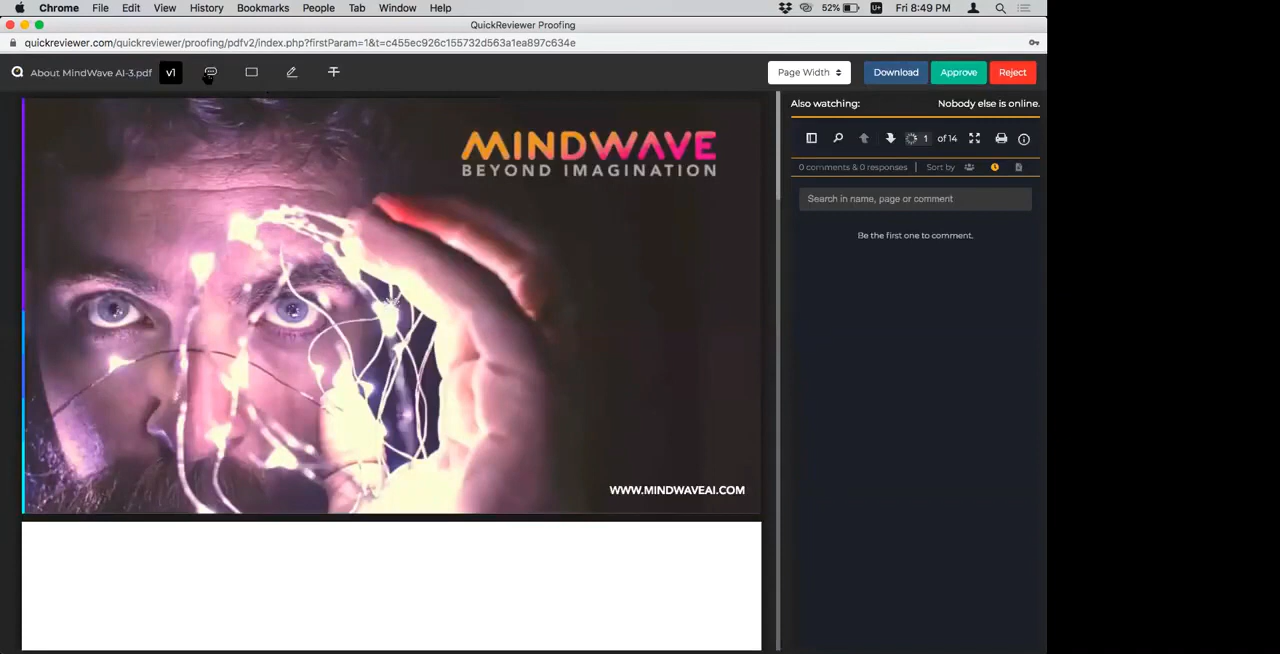 Chrome File Edit View History Bookmarks People Tab Window Help 52% Fri 8:49 PM
QuickReviewer Proofing
quickreviewer.com/quickreviewer/proofing/pdfv2/index.php?firstParam=1&t=c455ec926c155732d563a1ea897c634e
About MindWave AI-3.pdf v1 Page Width Download Approve Reject
Also watching: Nobody else is online.
1 of 14
0 comments & 0 responses | Sort by
Search in name, page or comment
Be the first one to comment.
MINDWAVE
BEYOND IMAGINATION
WWW.MINDWAVEAI.COM